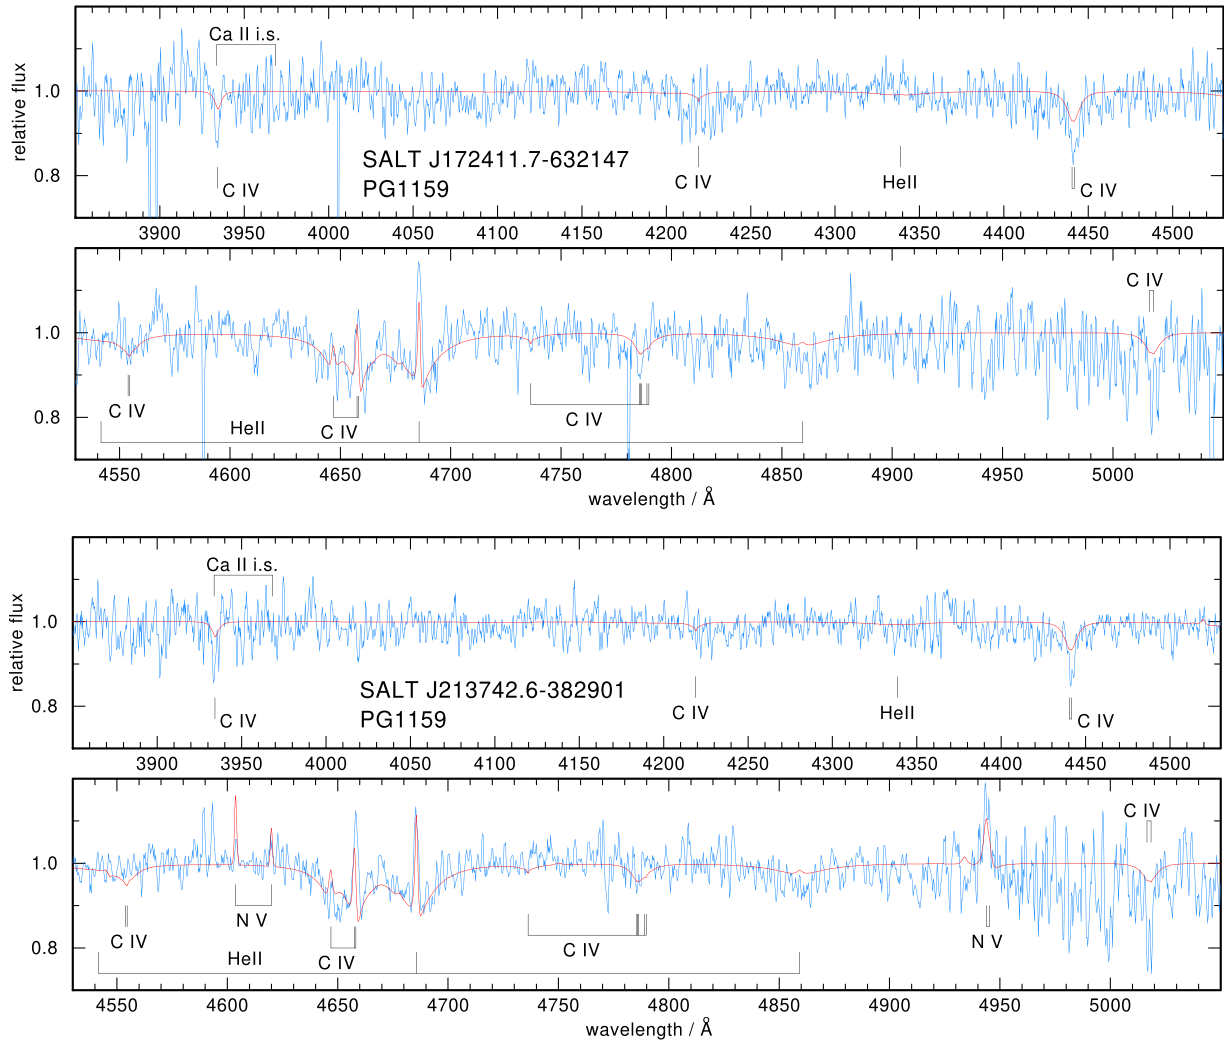 Ca II i.s.
1.0
0.8
relative flux
SALT J172411.7-632147
PG1159
C IV
C IV
HeII
C IV
3900 3950 4000 4050 4100 4150 4200 4250 4300 4350 4400 4450 4500
C IV
1.0
0.8
C IV
HeII
C IV
C IV
4550 4600 4650 4700 4750 4800 4850 4900 4950 5000
wavelength / Å
Ca II i.s.
1.0
0.8
relative flux
SALT J213742.6-382901
PG1159
C IV
C IV
HeII
C IV
3900 3950 4000 4050 4100 4150 4200 4250 4300 4350 4400 4450 4500
C IV
1.0
0.8
C IV
N V
HeII
C IV
C IV
N V
4550 4600 4650 4700 4750 4800 4850 4900 4950 5000
wavelength / Å